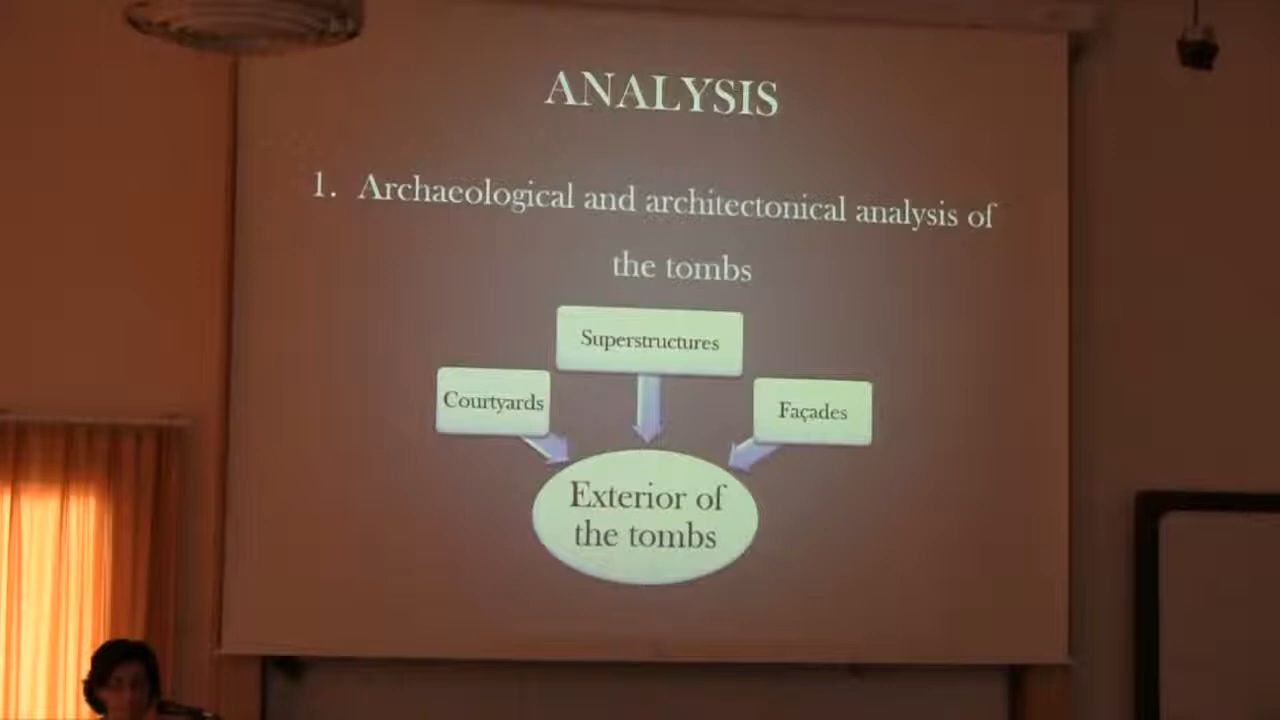 ANALYSIS
1. Archaeological and architectonical analysis of
the tombs
Superstructures
Courtyards
Façades
Exterior of
the tombs